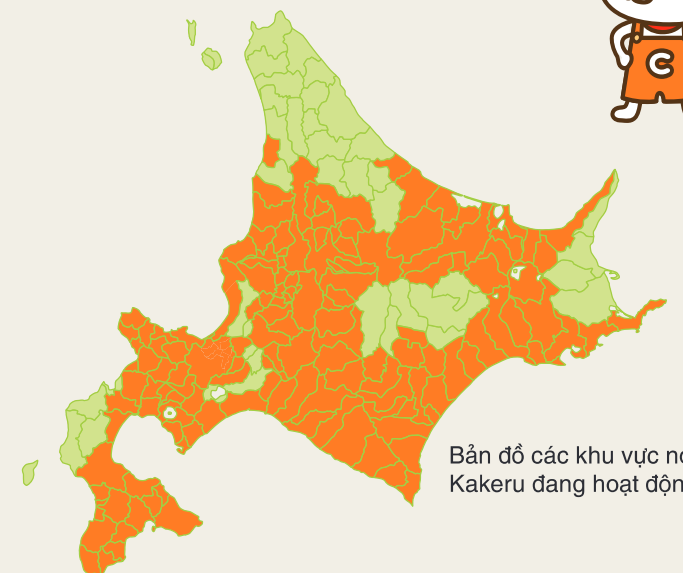 C
Bản đồ các khu vực
Kakeru đang hoạt